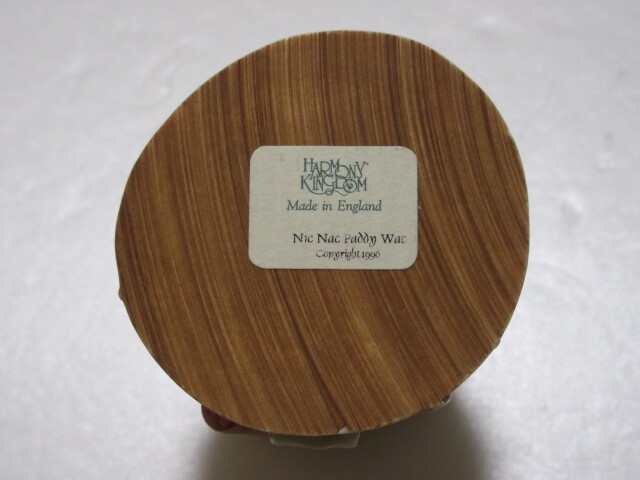 HARMONY
KINGDOM
Made in England
Nic Nac Paddy Wac
Copyright 1996